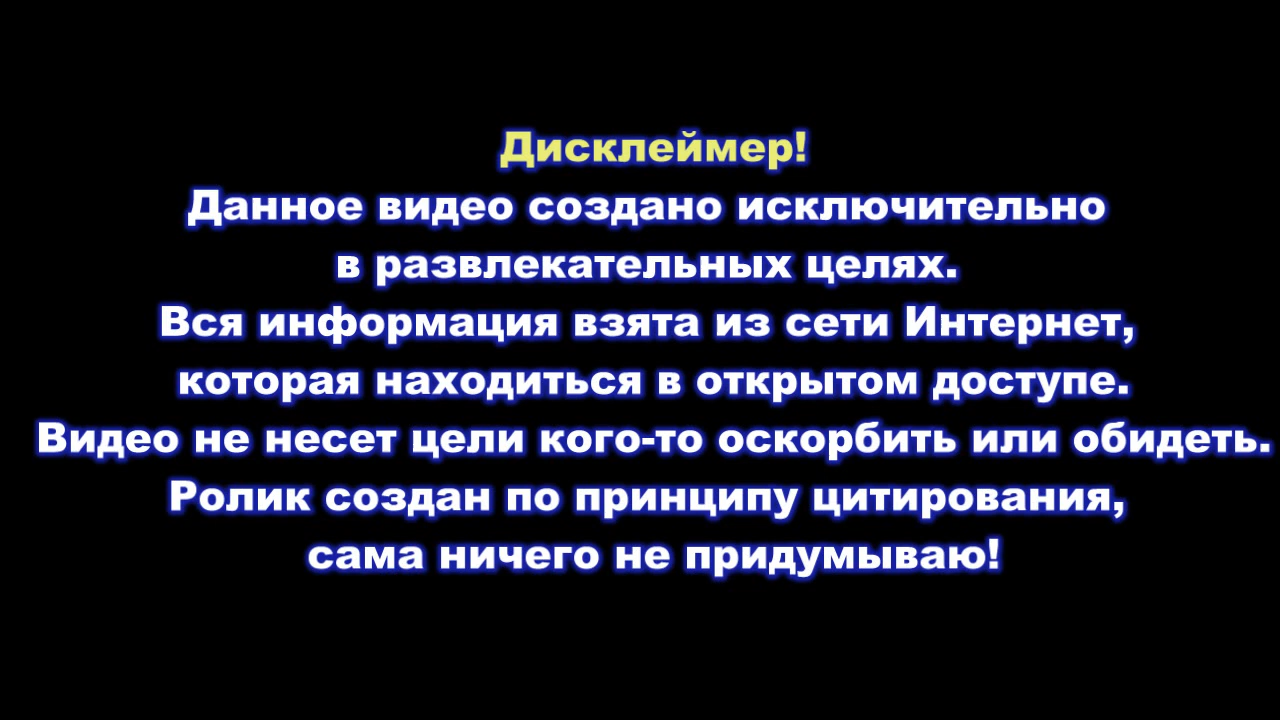 Дисклеймер!
Данное видео создано исключительно
в развлекательных целях.
Вся информация взята из сети Интернет,
которая находиться в открытом доступе.
Видео не несет цели кого-то оскорбить или обидеть.
Ролик создан по принципу цитирования,
сама ничего не придумываю!